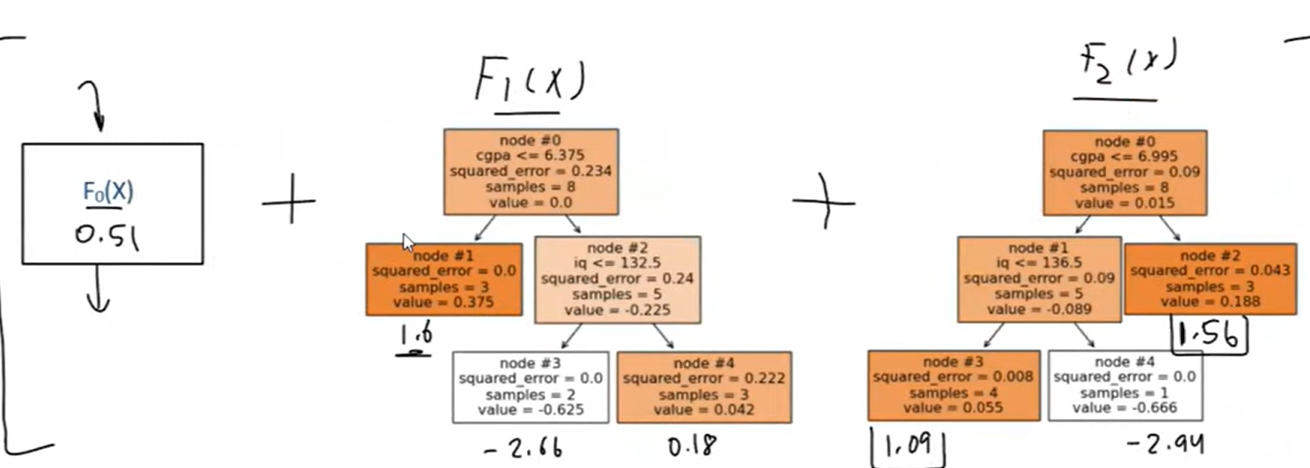 F₀(X)
0.51
+
F₁(X)
node #0
cgpa <= 6.375
squared_error = 0.234
samples = 8
value = 0.0
node #1
squared_error = 0.0
samples = 3
value = 0.375
1.6
node #2
iq <= 132.5
squared_error = 0.24
samples = 5
value = -0.225
node #3
squared_error = 0.0
samples = 2
value = -0.625
-2.66
node #4
squared_error = 0.222
samples = 3
value = 0.042
0.18
+
F₂(X)
node #0
cgpa <= 6.995
squared_error = 0.09
samples = 8
value = 0.015
node #1
iq <= 136.5
squared_error = 0.09
samples = 5
value = -0.089
node #2
squared_error = 0.043
samples = 3
value = 0.188
1.56
node #3
squared_error = 0.008
samples = 4
value = 0.055
1.09
node #4
squared_error = 0.0
samples = 1
value = -0.666
-2.94